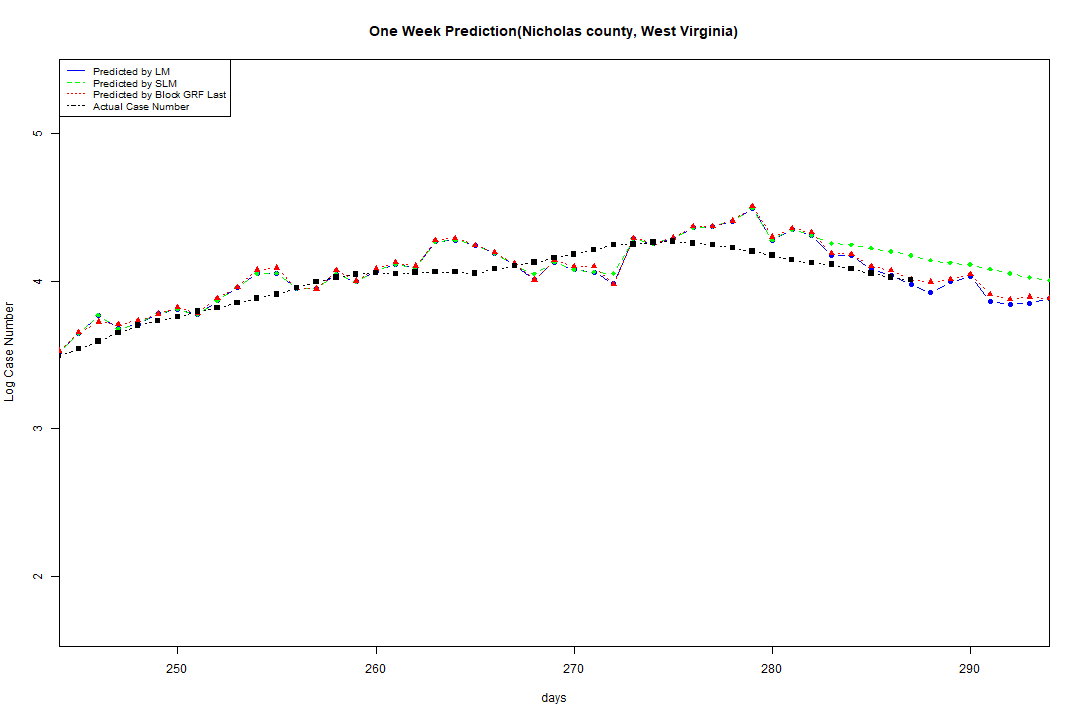 One Week Prediction(Nicholas county, West Virginia)
Predicted by LM
Predicted by SLM
Predicted by Block GRF Last
Actual Case Number
5
4
3
2
Log Case Number
250 260 270 280 290
days